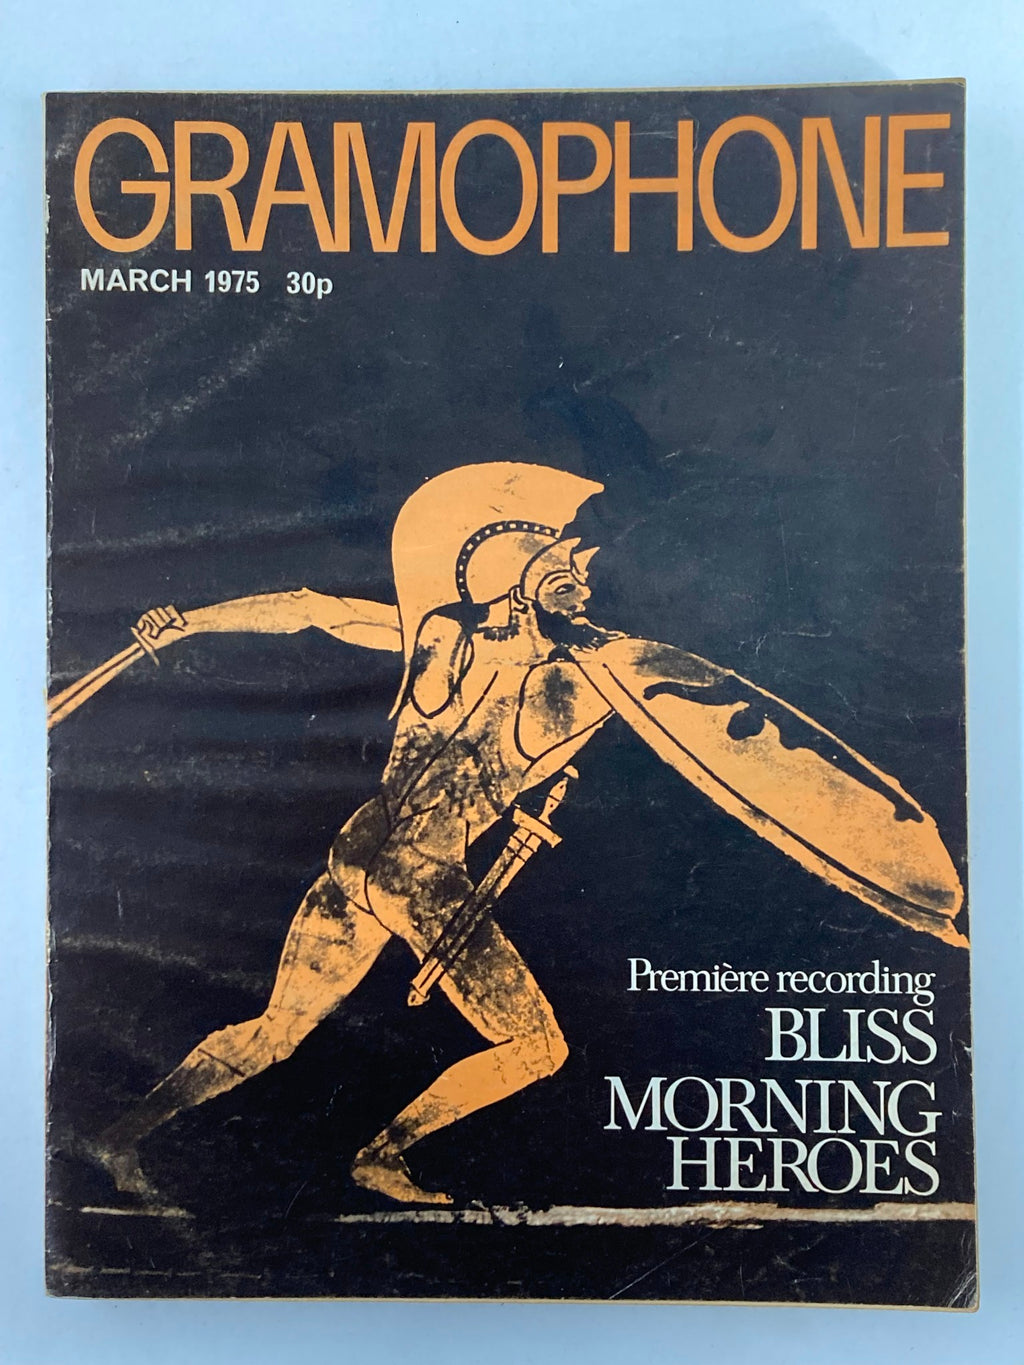 GRAMOPHONE
MARCH 1975 30p
Première recording
BLISS
MORNING
HEROES